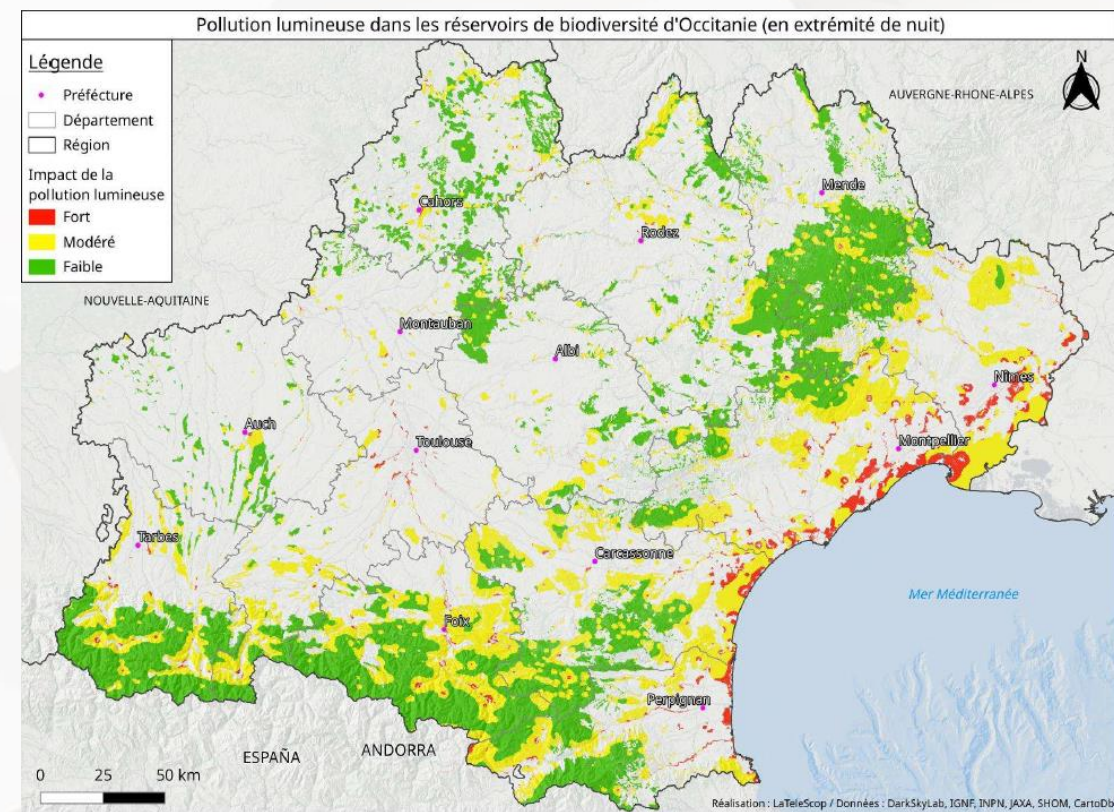 Pollution lumineuse dans les réservoirs de biodiversité d'Occitanie (en extrémité de nuit)
Légende
Préfécture
Département
Région
Impact de la
pollution lumineuse
Fort
Modéré
Faible
N
AUVERGNE-RHONE-ALPES
Mende
Cahors
Rodez
NOUVELLE-AQUITAINE
Montauban
Albi
Nîmes
Auch
Toulouse
Montpellier
Tarbes
Carcassonne
Mer Méditerranée
Foix
Perpignan
ESPAÑA
ANDORRA
0 25 50 km
Réalisation : LaTeleScop / Données : DarkSkyLab, IGNF, INPN, JAXA, SHOM, CartoDb